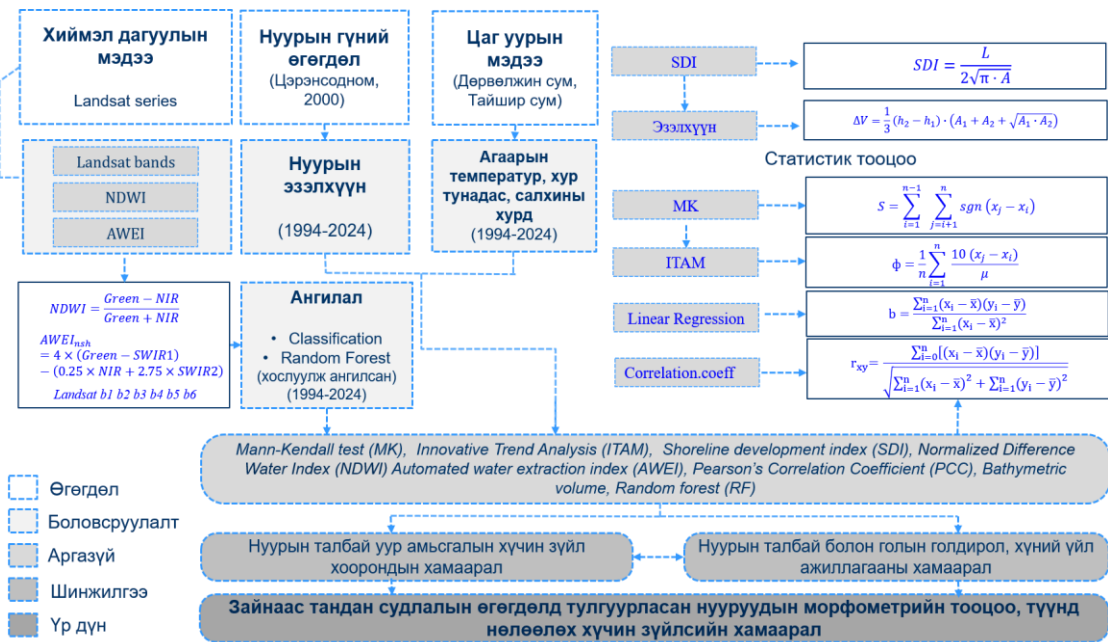 Хиймэл дагуулын
мэдээ
Landsat series
Нуурын гүний
өгөгдөл
(Цэрэнсодном,
2000)
Цаг уурын
мэдээ
(Дөрвөлжин сум,
Тайшир сум)
Landsat bands
NDWI
AWEI
Нуурын
эзэлхүүн
(1994-2024)
Агаарын
температур, хур
тунадас, салхины
хурд
(1994-2024)
NDWI = (Green − NIR) / (Green + NIR)
AWEI_nsh
= 4 × (Green − SWIR1)
− (0.25 × NIR + 2.75 × SWIR2)
Landsat b1 b2 b3 b4 b5 b6
Ангилал
• Classification
• Random Forest
(хослуулж ангилсан)
(1994-2024)
SDI
SDI = L / (2√(π · A))
Эзэлхүүн
ΔV = 1/3 (h₂ − h₁) · (A₁ + A₂ + √(A₁ · A₂))
Статистик тооцоо
MK
S = ∑_{i=1}^{n−1} ∑_{j=i+1}^{n} sgn (x_j − x_i)
ITAM
ϕ = 1/n ∑_{i=1}^{n} 10 (x_j − x_i) / μ
Linear Regression
b = ∑_{i=1}^{n}(x_i − x̄)(y_i − ȳ) / ∑_{i=1}^{n}(x_i − x̄)²
Correlation.coeff
r_xy = ∑_{i=0}^{n}[(x_i − x̄)(y_i − ȳ)] / √(∑_{i=1}^{n}(x_i − x̄)² + ∑_{i=1}^{n}(y_i − ȳ)²)
Mann-Kendall test (MK), Innovative Trend Analysis (ITAM), Shoreline development index (SDI), Normalized Difference
Water Index (NDWI) Automated water extraction index (AWEI), Pearson's Correlation Coefficient (PCC), Bathymetric
volume, Random forest (RF)
Өгөгдөл
Боловсруулалт
Аргазүй
Шинжилгээ
Үр дүн
Нуурын талбай уур амьсгалын хүчин зүйл
хоорондын хамаарал
Нуурын талбай болон голын голдирол, хүний үйл
ажиллагааны хамаарал
Зайнаас тандан судлалын өгөгдөлд тулгуурласан нууруудын морфометрийн тооцоо, түүнд
нөлөөлөх хүчин зүйлсийн хамаарал